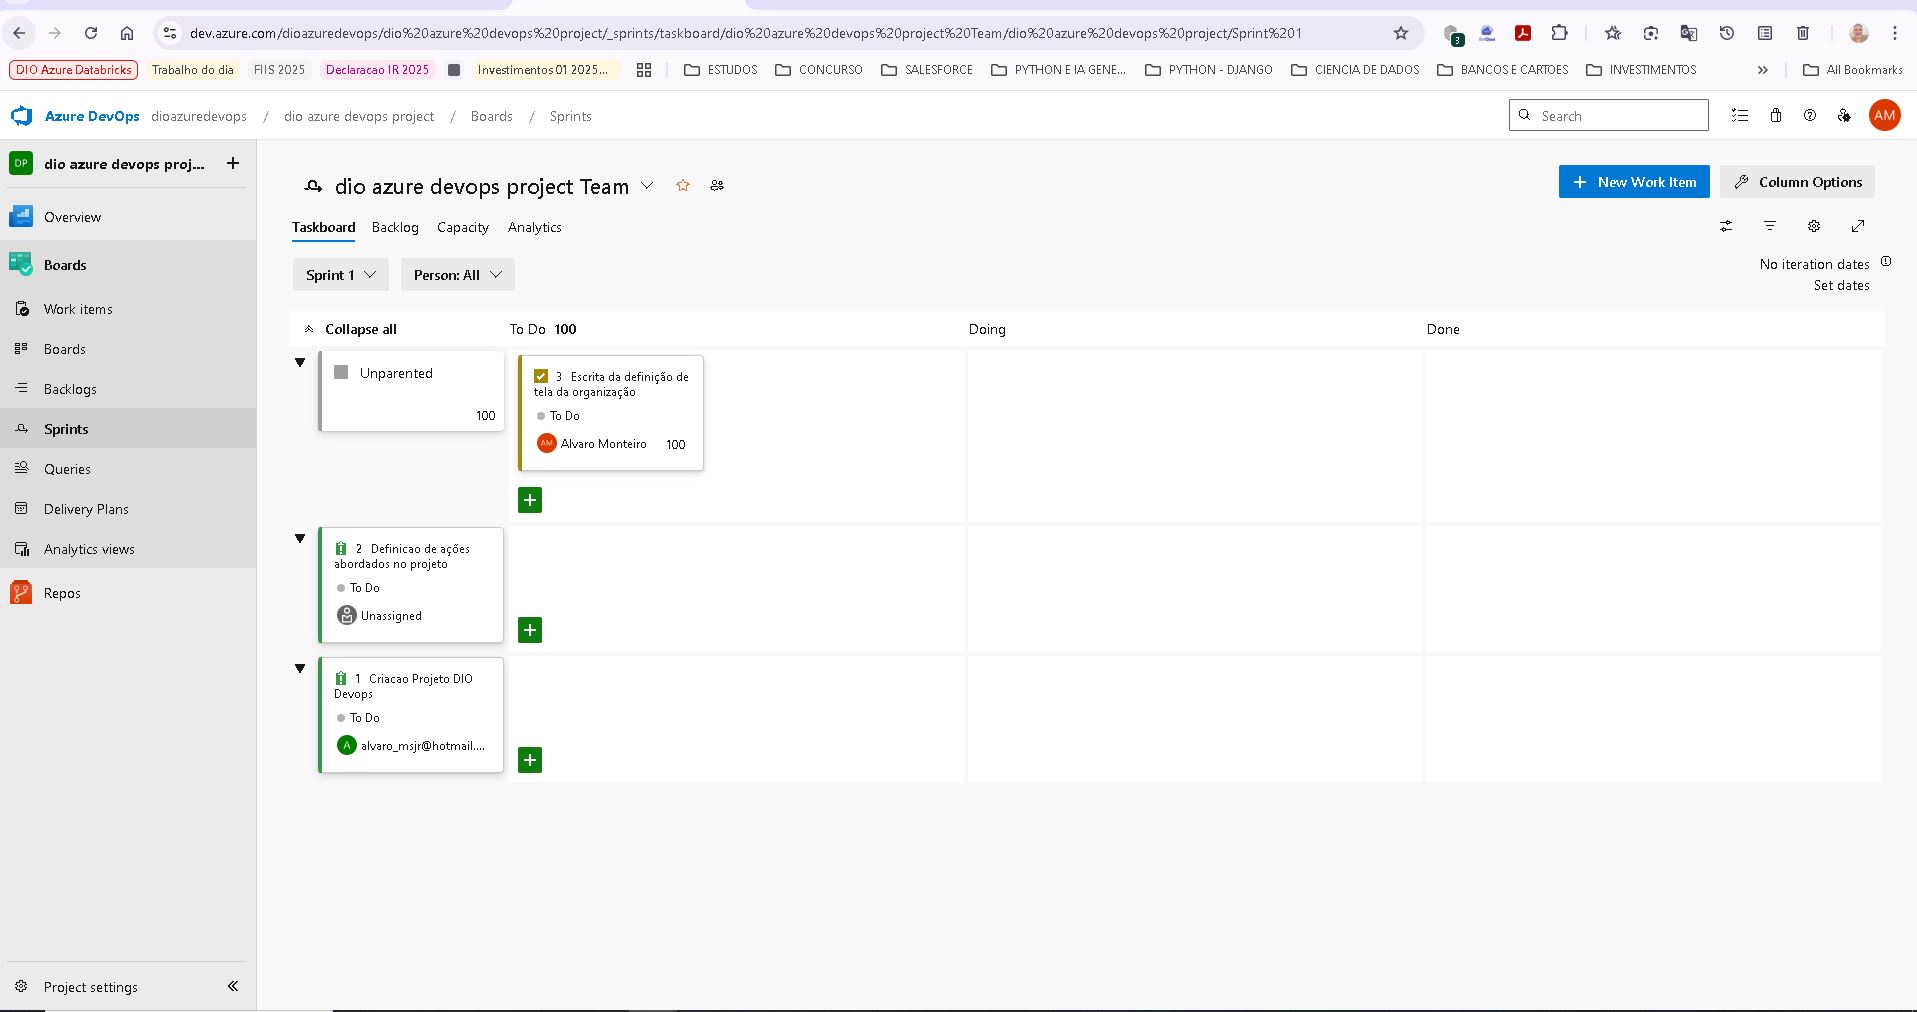 dev.azure.com/dioazuredevops/dio%20azure%20devops%20project/_sprints/taskboard/dio%20azure%20devops%20project%20Team/dio%20azure%20devops%20project/Sprint%201
3
DIO Azure Databricks
Trabalho do dia
FIIS 2025
Declaracao IR 2025
Investimentos 01 2025...
ESTUDOS
CONCURSO
SALESFORCE
PYTHON E IA GENE...
PYTHON - DJANGO
CIENCIA DE DADOS
BANCOS E CARTOES
INVESTIMENTOS
All Bookmarks
Azure DevOps dioazuredevops / dio azure devops project / Boards / Sprints
Search
AM
DP dio azure devops proj...
Overview
Boards
Work items
Boards
Backlogs
Sprints
Queries
Delivery Plans
Analytics views
Repos
Project settings
dio azure devops project Team
New Work Item
Column Options
Taskboard Backlog Capacity Analytics
Sprint 1
Person: All
No iteration dates
Set dates
Collapse all
To Do 100
Doing
Done
Unparented
100
3 Escrita da definição de
tela da organização
To Do
AM Alvaro Monteiro 100
2 Definicao de ações
abordados no projeto
To Do
Unassigned
1 Criacao Projeto DIO
Devops
To Do
A alvaro_msjr@hotmail....